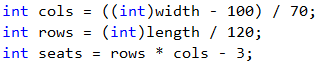 int cols = ((int)width - 100) / 70;
int rows = (int)length / 120;
int seats = rows * cols - 3;